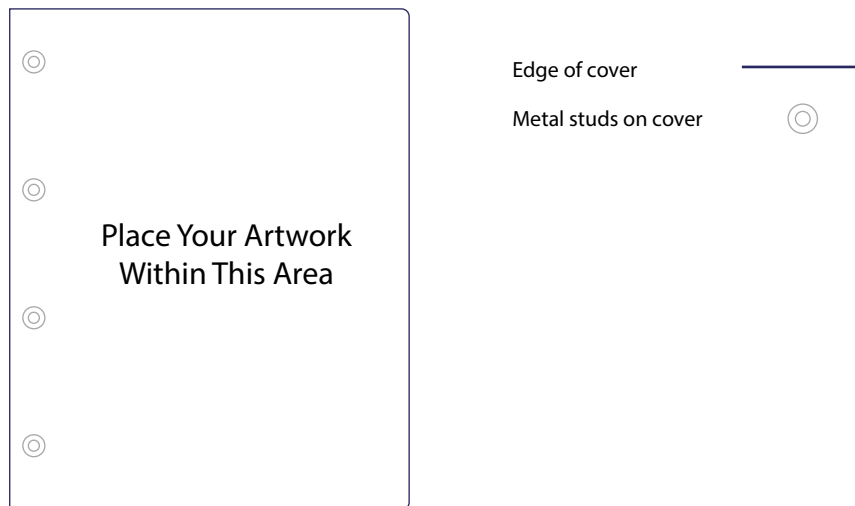 Place Your Artwork
Within This Area
Edge of cover
Metal studs on cover